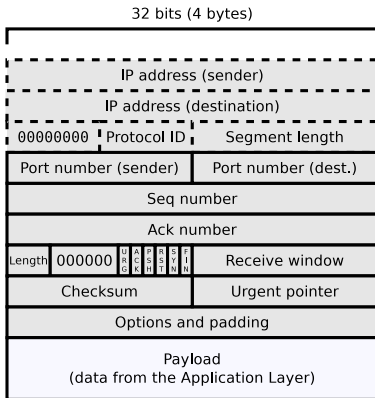 32 bits (4 bytes)
IP address (sender)
IP address (destination)
00000000 Protocol ID Segment length
Port number (sender) Port number (dest.)
Seq number
Ack number
Length 000000 URG ACK PSH RST SYN FIN Receive window
Checksum Urgent pointer
Options and padding
Payload
(data from the Application Layer)